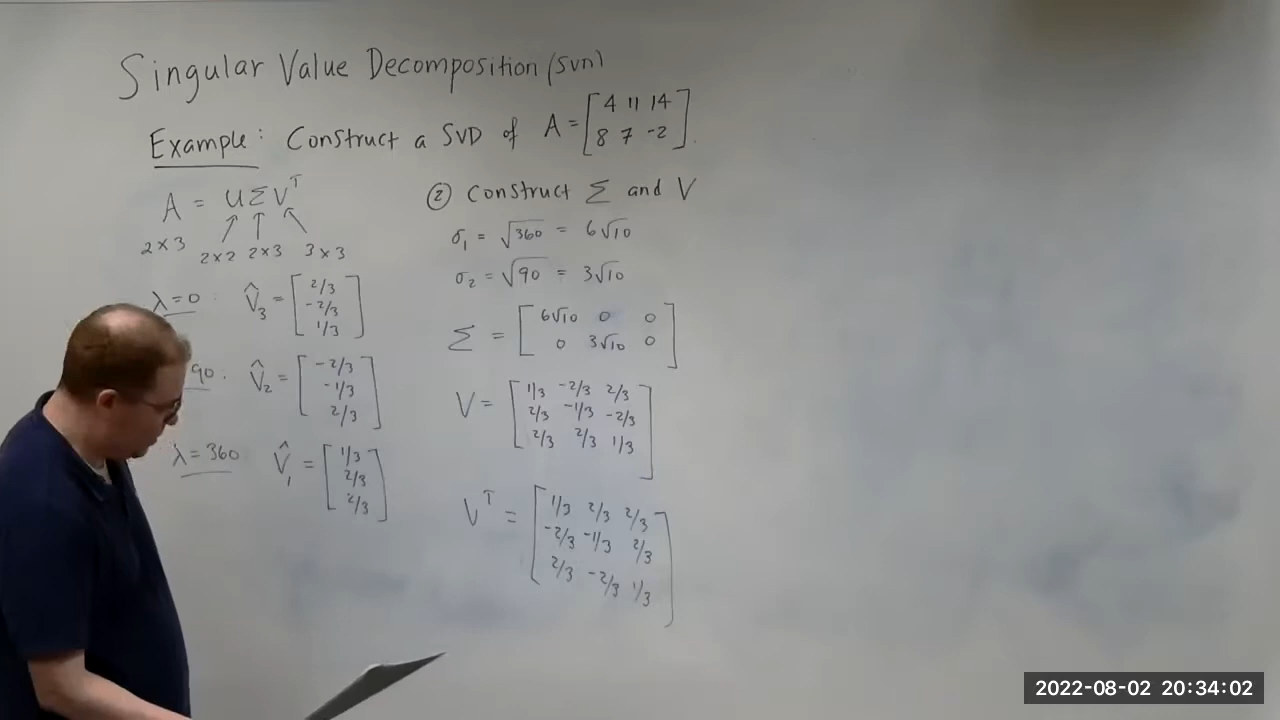 Singular Value Decomposition (SVD)
Example: Construct a SVD of A = [4 11 14
8 7 -2].
A = UΣV^T
2×3 2×2 2×3 3×3
λ=0 : V̂₃ = [2/3
-2/3
1/3]
90. V̂₂ = [-2/3
-1/3
2/3]
λ=360 V̂₁ = [1/3
2/3
2/3]
② Construct Σ and V
σ₁ = √360 = 6√10
σ₂ = √90 = 3√10
Σ = [6√10 0 0
0 3√10 0]
V = [1/3 -2/3 2/3
2/3 -1/3 -2/3
2/3 2/3 1/3]
V^T = [1/3 2/3 2/3
-2/3 -1/3 2/3
2/3 -2/3 1/3]
2022-08-02 20:34:02